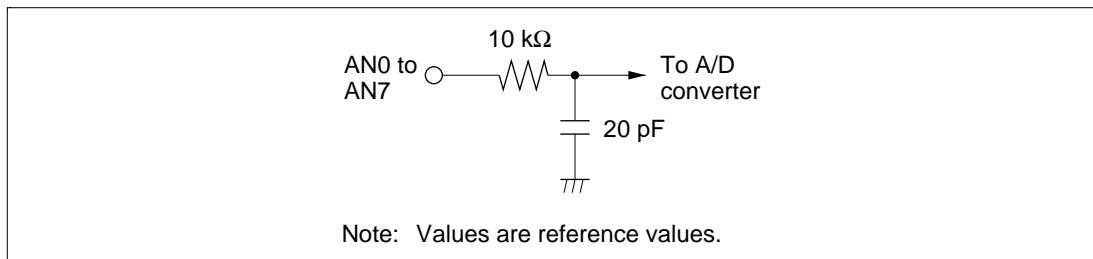 10 kΩ
AN0 to
AN7
To A/D
converter
20 pF
Note: Values are reference values.